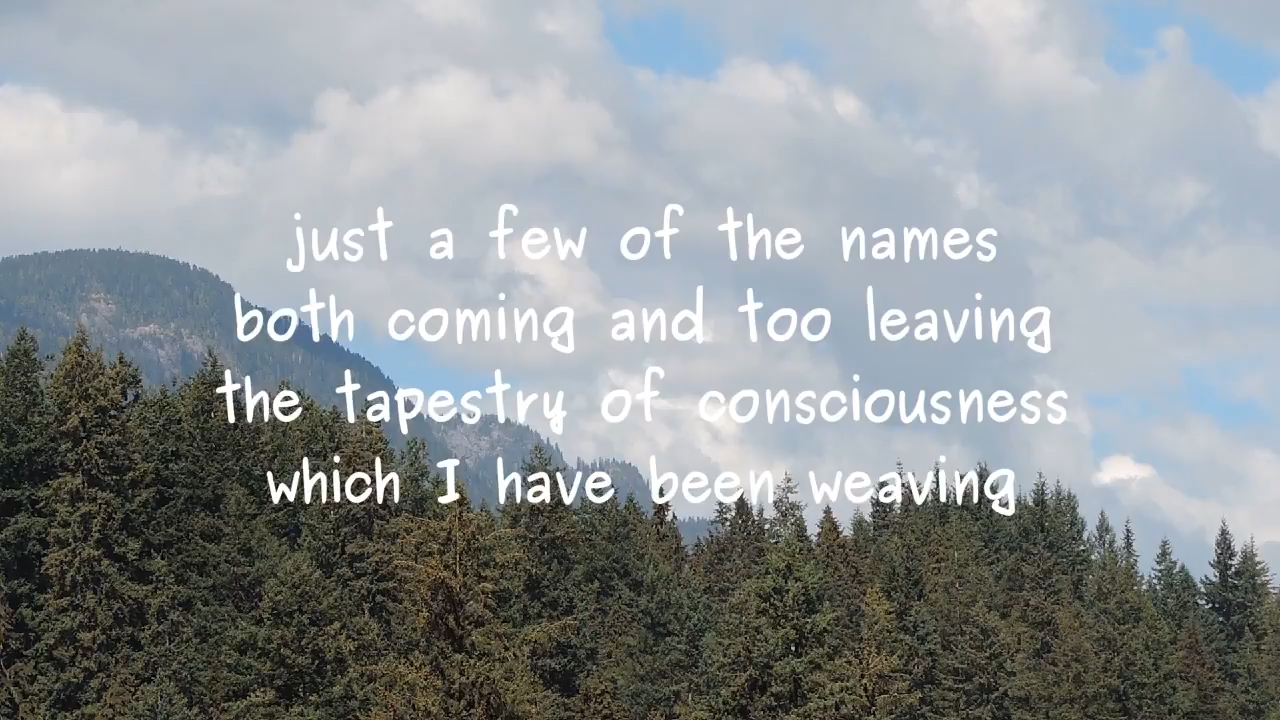 just a few of the names
both coming and too leaving
the tapestry of consciousness
which I have been weaving